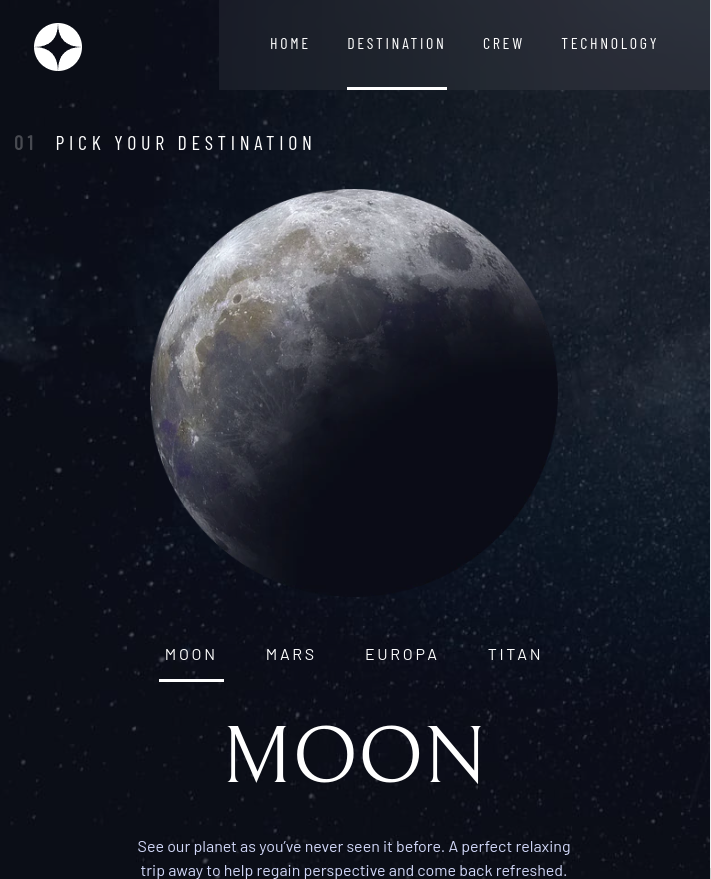 HOME DESTINATION CREW TECHNOLOGY
01 PICK YOUR DESTINATION
MOON MARS EUROPA TITAN
MOON
See our planet as you’ve never seen it before. A perfect relaxing
trip away to help regain perspective and come back refreshed.